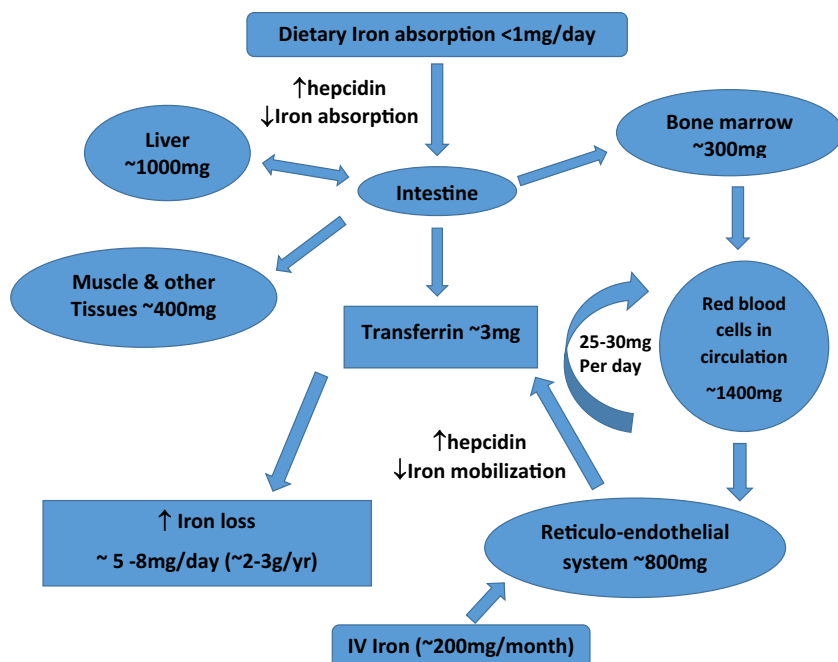 Dietary Iron absorption <1mg/day
↑hepcidin
↓Iron absorption
Liver
~1000mg
Bone marrow
~300mg
Intestine
Muscle & other
Tissues ~400mg
Transferrin ~3mg
25-30mg
Per day
Red blood
cells in
circulation
~1400mg
↑hepcidin
↓Iron mobilization
↑ Iron loss
~ 5 -8mg/day (~2-3g/yr)
Reticulo-endothelial
system ~800mg
IV Iron (~200mg/month)